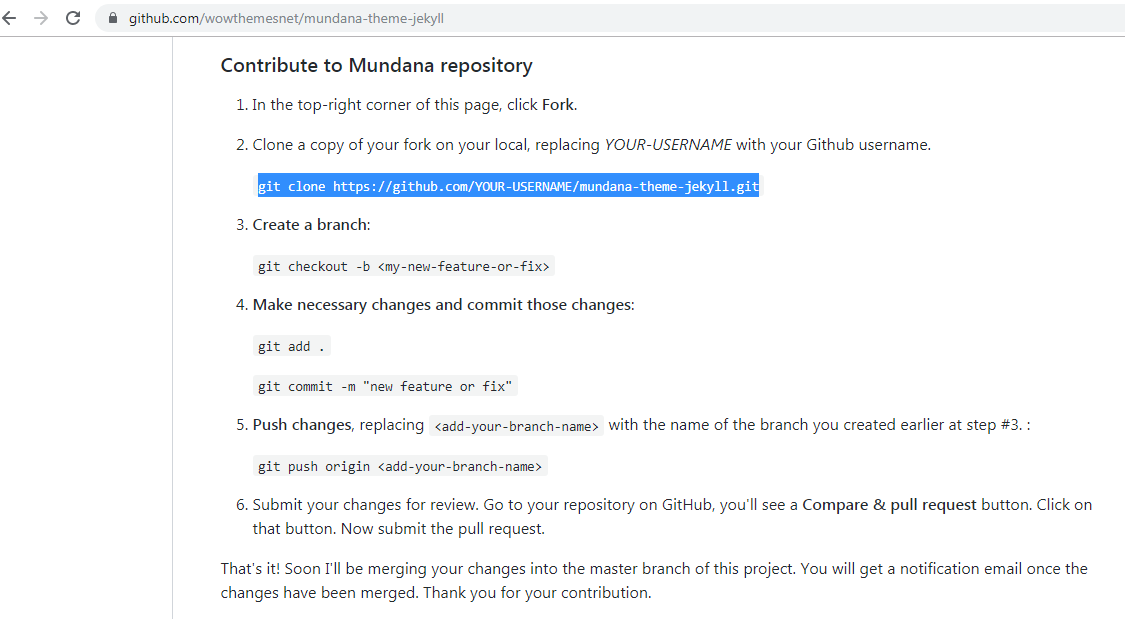 github.com/wowthemesnet/mundana-theme-jekyll
Contribute to Mundana repository
1. In the top-right corner of this page, click Fork.
2. Clone a copy of your fork on your local, replacing YOUR-USERNAME with your Github username.
git clone https://github.com/YOUR-USERNAME/mundana-theme-jekyll.git
3. Create a branch:
git checkout -b <my-new-feature-or-fix>
4. Make necessary changes and commit those changes:
git add .
git commit -m "new feature or fix"
5. Push changes, replacing <add-your-branch-name> with the name of the branch you created earlier at step #3. :
git push origin <add-your-branch-name>
6. Submit your changes for review. Go to your repository on GitHub, you'll see a Compare & pull request button. Click on
that button. Now submit the pull request.
That's it! Soon I'll be merging your changes into the master branch of this project. You will get a notification email once the
changes have been merged. Thank you for your contribution.